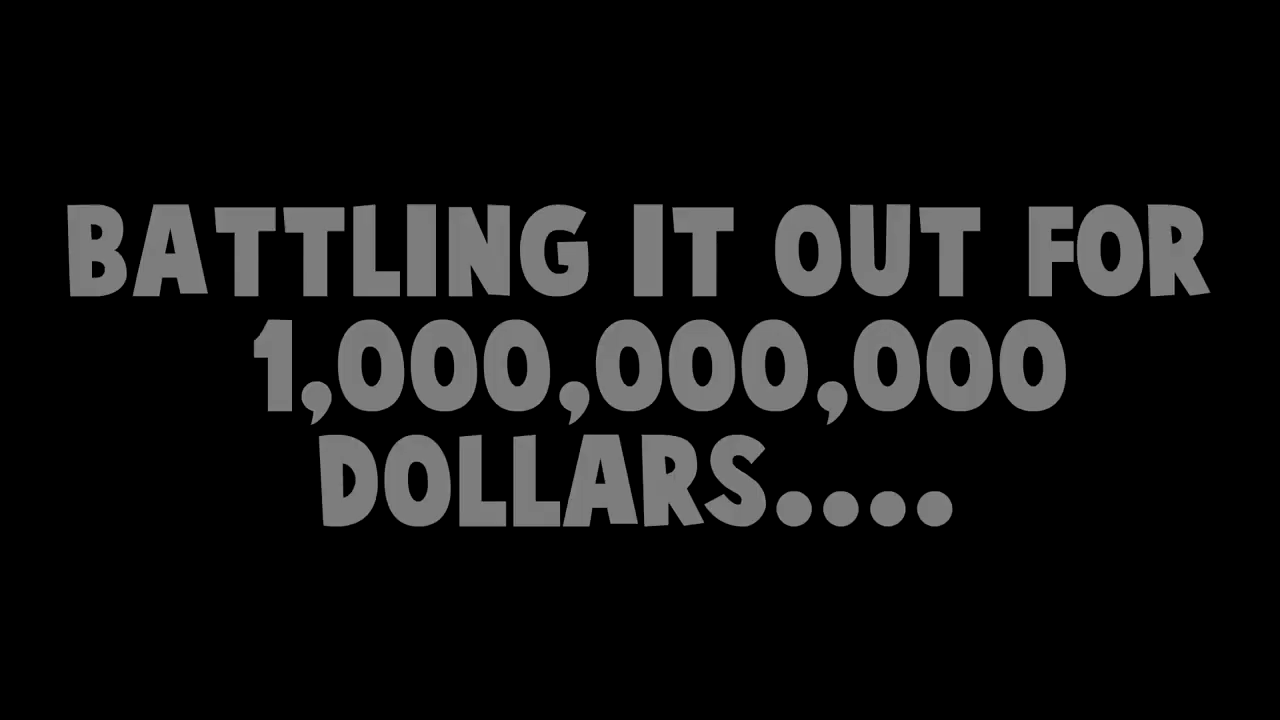 BATTLING IT OUT FOR
1,000,000,000
DOLLARS....